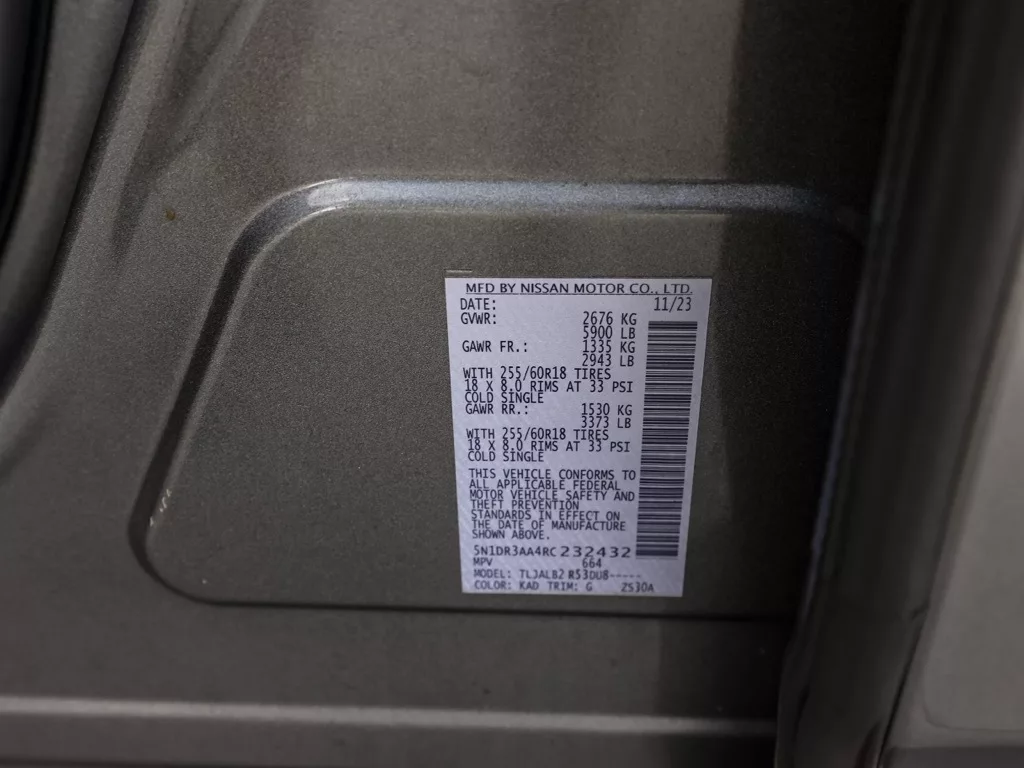 MFD BY NISSAN MOTOR CO., LTD.
DATE: 11/23
GVWR: 2676 KG
5900 LB
GAWR FR.: 1335 KG
2943 LB
WITH 255/60R18 TIRES
18 X 8.0 RIMS AT 33 PSI
COLD SINGLE
GAWR RR.: 1530 KG
3373 LB
WITH 255/60R18 TIRES
18 X 8.0 RIMS AT 33 PSI
COLD SINGLE
THIS VEHICLE CONFORMS TO
ALL APPLICABLE FEDERAL
MOTOR VEHICLE SAFETY AND
THEFT PREVENTION
STANDARDS IN EFFECT ON
THE DATE OF MANUFACTURE
SHOWN ABOVE.
5N1DR3AA4RC232432
MPV 664
MODEL: TLJALB2 RS3DU8-----
COLOR: KAD TRIM: G ZS30A